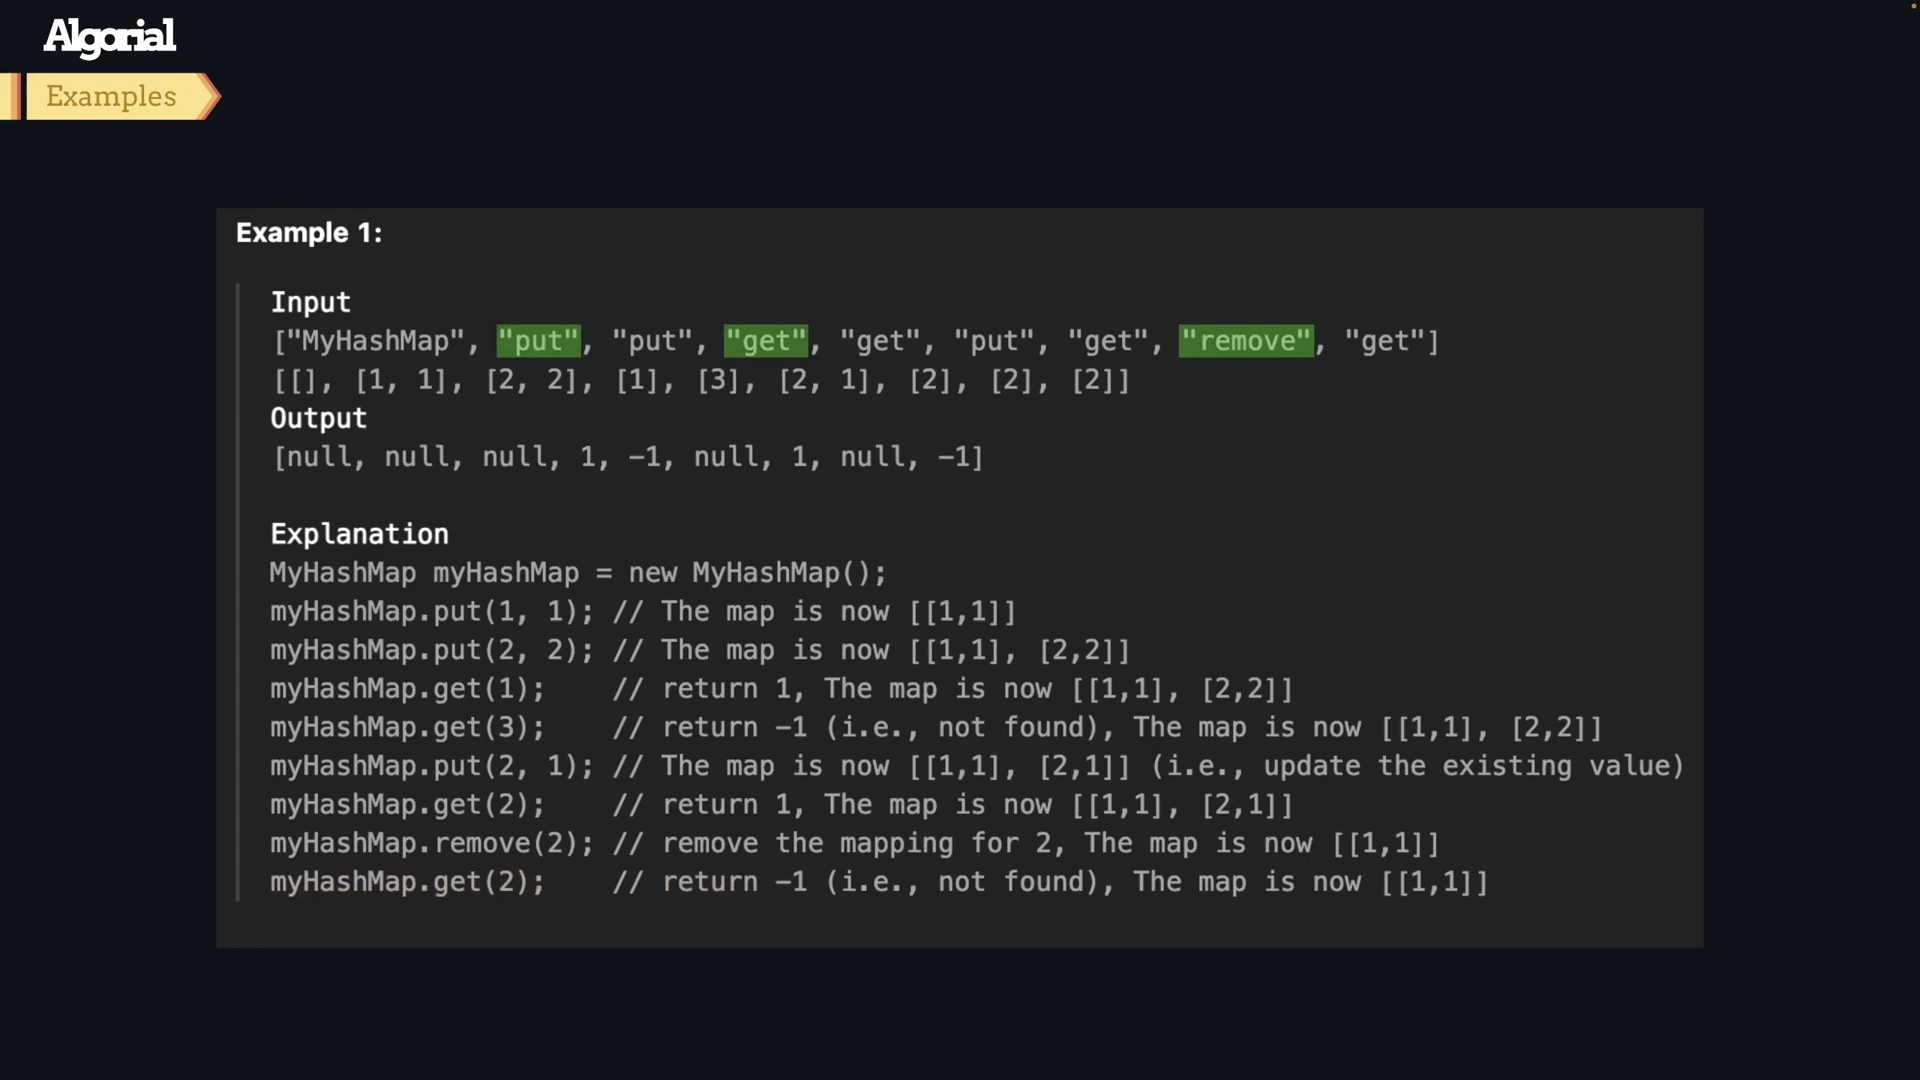 Algorial
Examples
Example 1:
Input
["MyHashMap", "put", "put", "get", "get", "put", "get", "remove", "get"]
[[], [1, 1], [2, 2], [1], [3], [2, 1], [2], [2], [2]]
Output
[null, null, null, 1, -1, null, 1, null, -1]
Explanation
MyHashMap myHashMap = new MyHashMap();
myHashMap.put(1, 1); // The map is now [[1,1]]
myHashMap.put(2, 2); // The map is now [[1,1], [2,2]]
myHashMap.get(1);    // return 1, The map is now [[1,1], [2,2]]
myHashMap.get(3);    // return -1 (i.e., not found), The map is now [[1,1], [2,2]]
myHashMap.put(2, 1); // The map is now [[1,1], [2,1]] (i.e., update the existing value)
myHashMap.get(2);    // return 1, The map is now [[1,1], [2,1]]
myHashMap.remove(2); // remove the mapping for 2, The map is now [[1,1]]
myHashMap.get(2);    // return -1 (i.e., not found), The map is now [[1,1]]